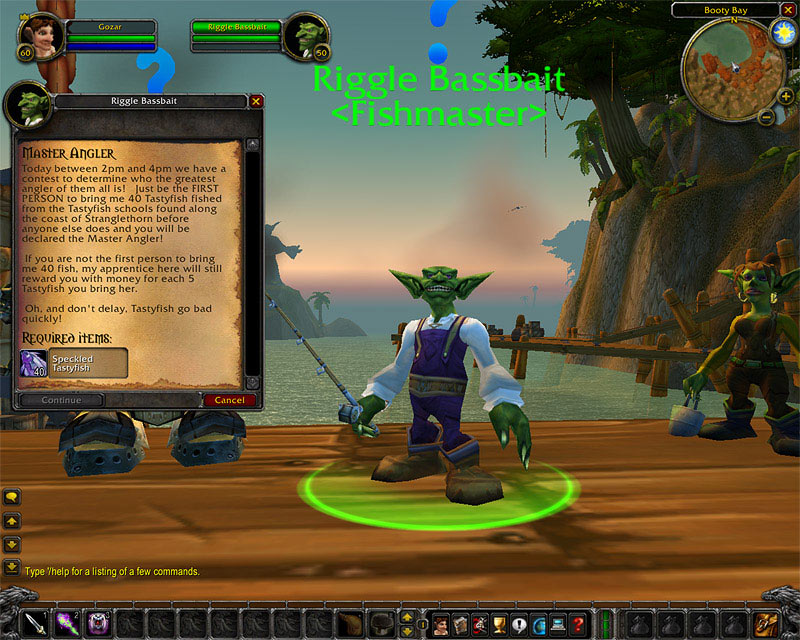 Gozar
60
Riggle Bassbait
50
Booty Bay
N
Riggle Bassbait
<Fishmaster>
Riggle Bassbait
Master Angler
Today between 2pm and 4pm we have a
contest to determine who the greatest
angler of them all is! Just be the FIRST
PERSON to bring me 40 Tastyfish fished
from the Tastyfish schools found along
the coast of Stranglethorn before
anyone else does and you will be
declared the Master Angler!
If you are not the first person to bring
me 40 fish, my apprentice here will still
reward you with money for each 5
Tastyfish you bring her.
Oh, and don't delay, Tastyfish go bad
quickly!
Required items:
40
Speckled
Tastyfish
Continue
Cancel
Type '/help for a listing of a few commands.
1
2
3
1